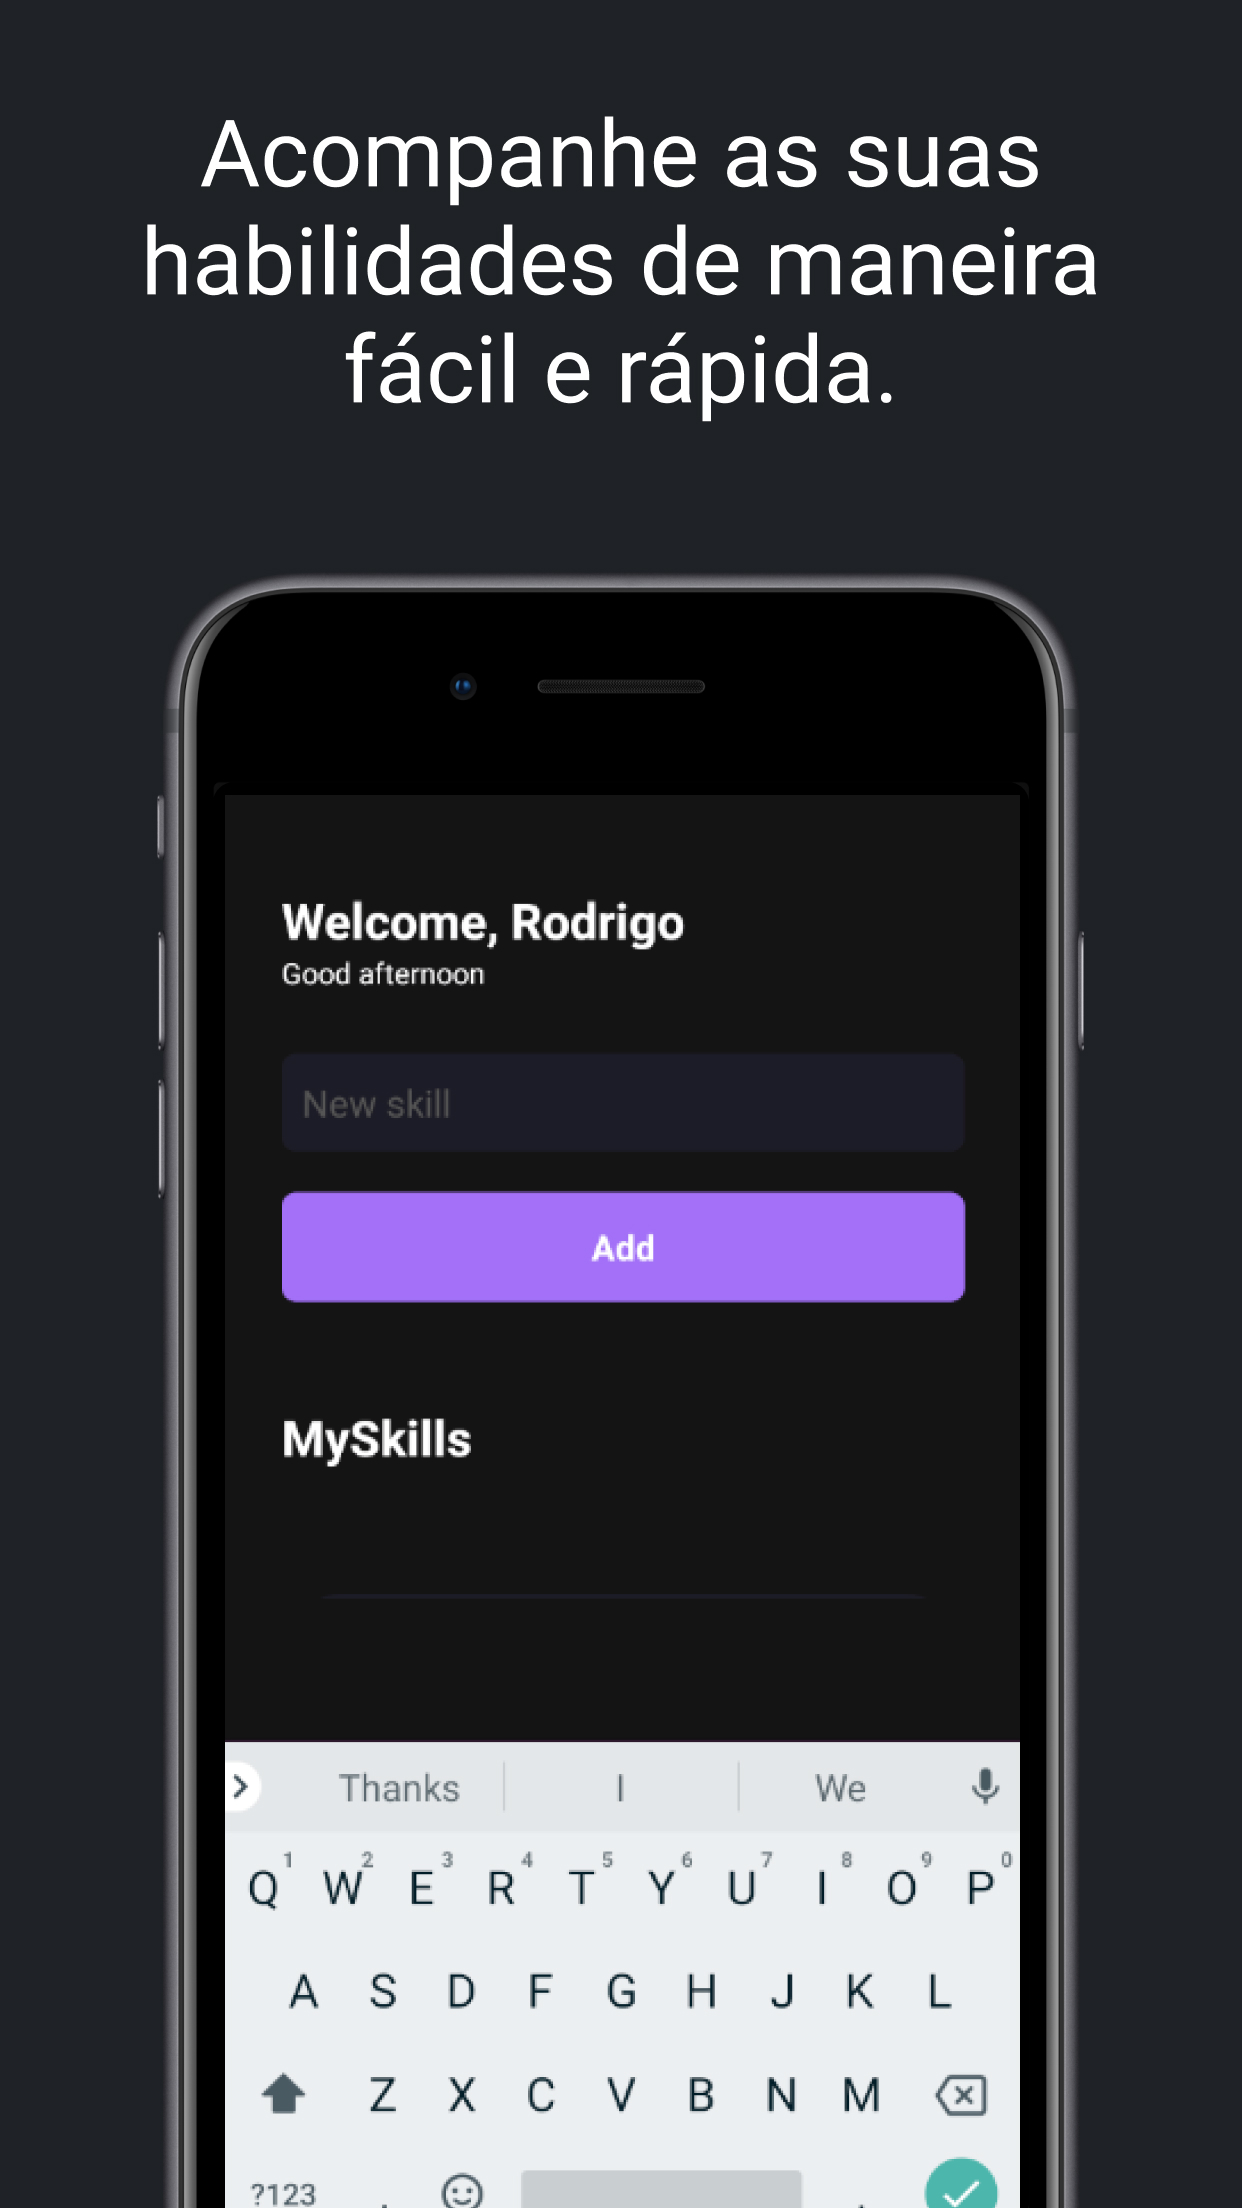 Acompanhe as suas
habilidades de maneira
fácil e rápida.
Welcome, Rodrigo
Good afternoon
New skill
Add
MySkills
Thanks I We
1 2 3 4 5 6 7 8 9 0
Q W E R T Y U I O P
A S D F G H J K L
Z X C V B N M
?123 , .